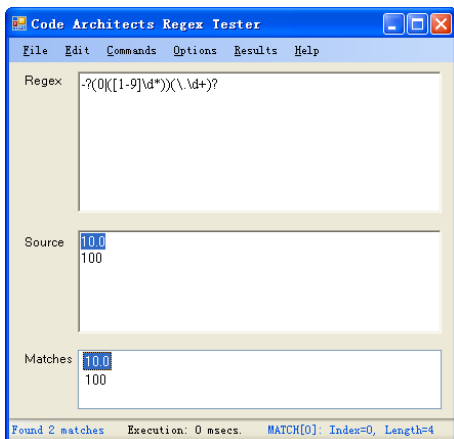 Code Architects Regex Tester
File Edit Commands Options Results Help
Regex
-?(0|([1-9]\d*))(\.\d+)?
Source
10.0
100
Matches
10.0
100
Found 2 matches Execution: 0 msecs. MATCH[0]: Index=0, Length=4